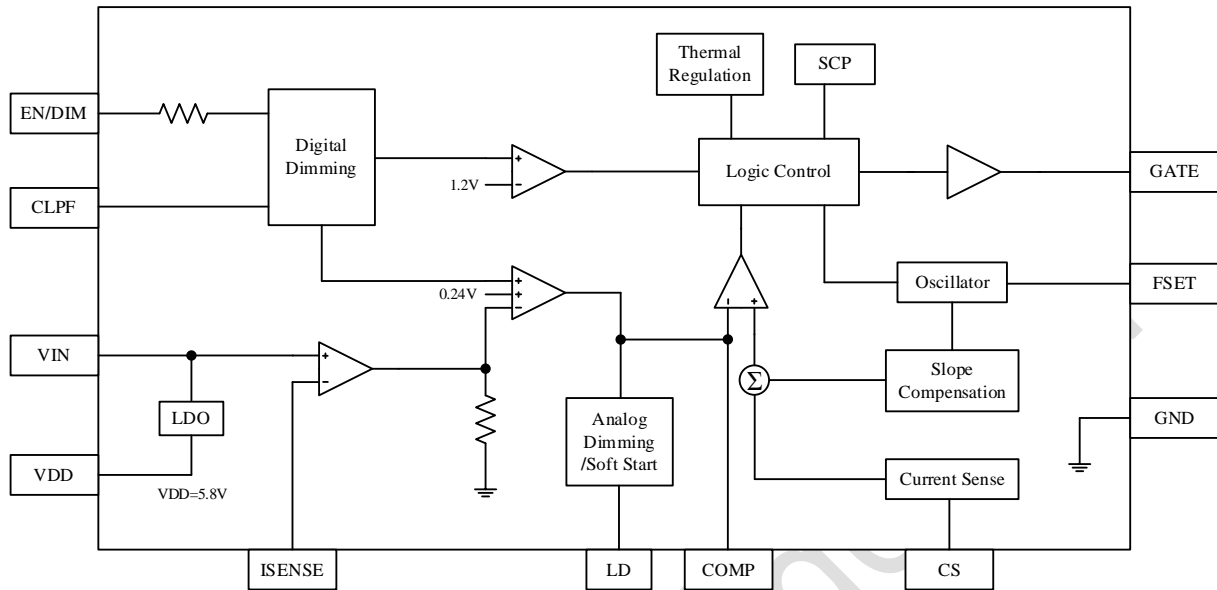 Thermal
Regulation
SCP
EN/DIM
Digital
Dimming
+
1.2V
−
Logic Control
GATE
CLPF
+
0.24V
+
−
− +
Oscillator
FSET
VIN
+
−
Σ
Slope
Compensation
LDO
Analog
Dimming
/Soft Start
GND
VDD
VDD=5.8V
Current Sense
ISENSE
LD
COMP
CS